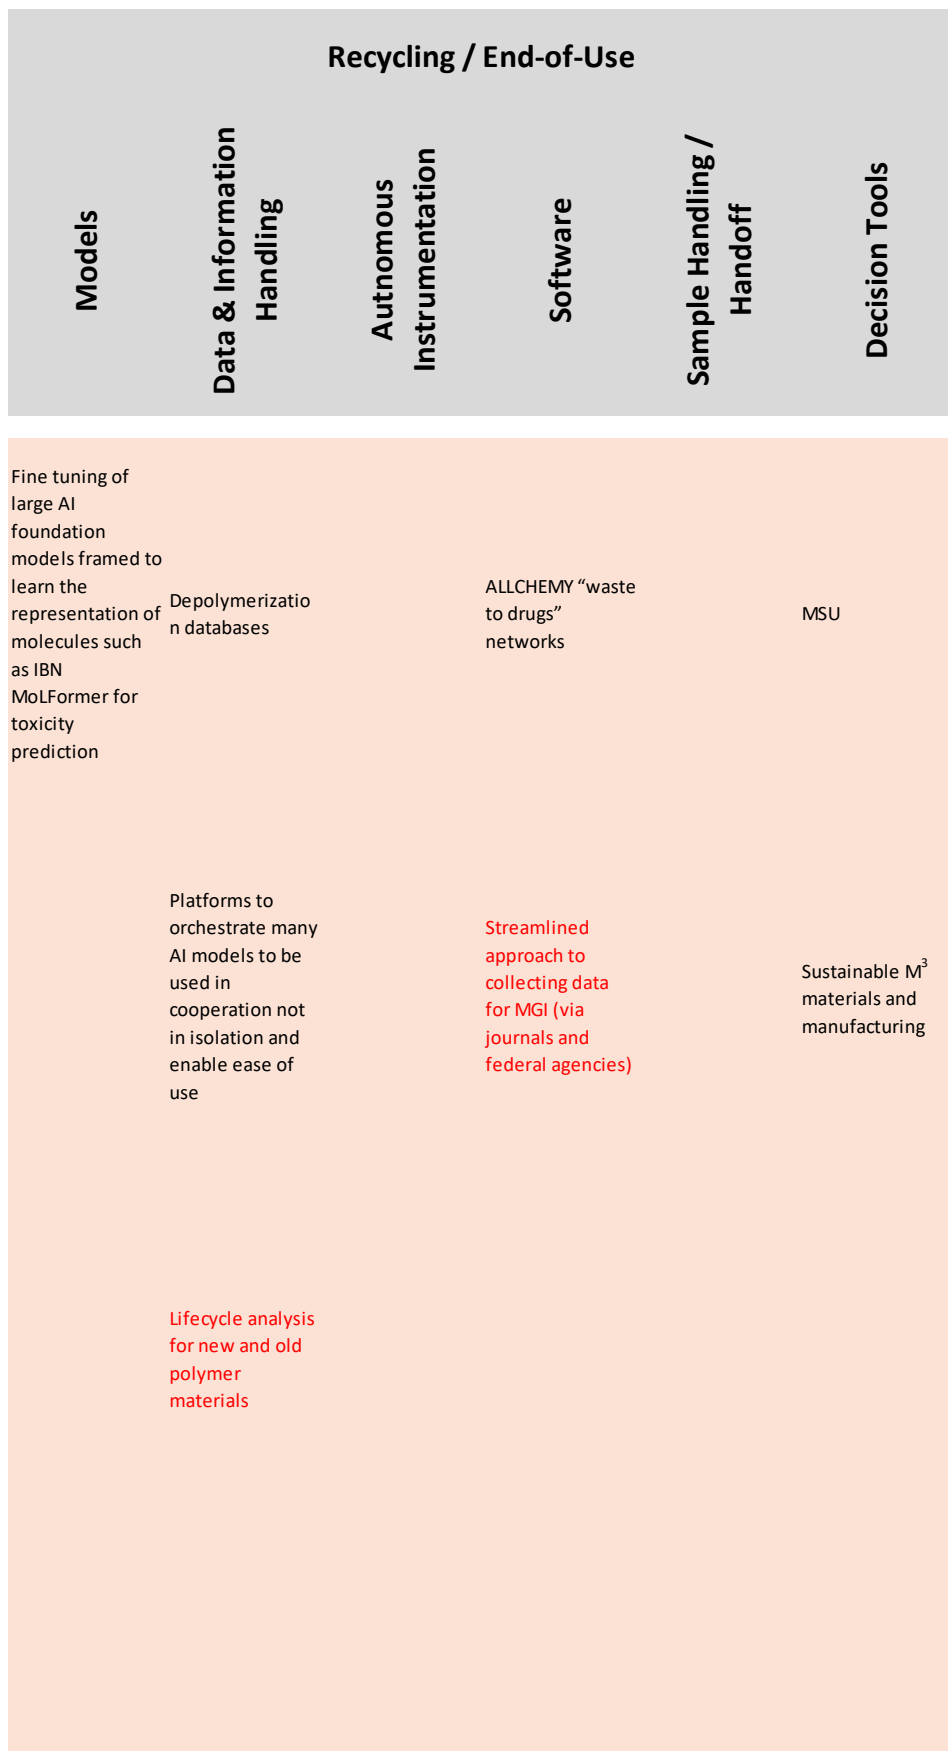 Recycling / End-of-Use
Models
Data & Information
Handling
Autnomous
Instrumentation
Software
Sample Handling /
Handoff
Decision Tools
Fine tuning of
large AI
foundation
models framed to
learn the
representation of
molecules such
as IBN
MoLFormer for
toxicity
prediction
Depolymerizatio
n databases
ALLCHEMY “waste
to drugs”
networks
MSU
Platforms to
orchestrate many
AI models to be
used in
cooperation not
in isolation and
enable ease of
use
Streamlined
approach to
collecting data
for MGI (via
journals and
federal agencies)
Sustainable M³
materials and
manufacturing
Lifecycle analysis
for new and old
polymer
materials